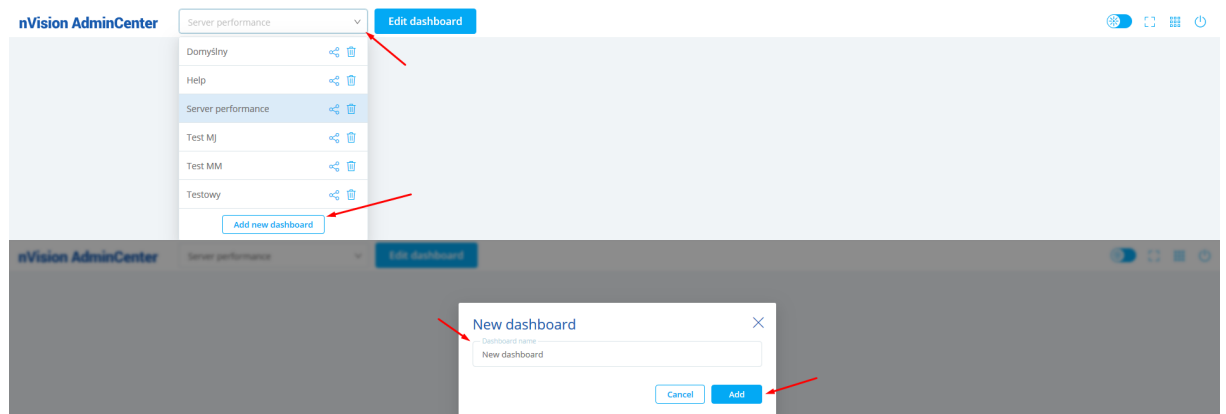 nVision AdminCenter Server performance Edit dashboard
Domyślny
Help
Server performance
Test MJ
Test MM
Testowy
Add new dashboard
nVision AdminCenter Server performance Edit dashboard
New dashboard
Dashboard name
New dashboard
Cancel Add